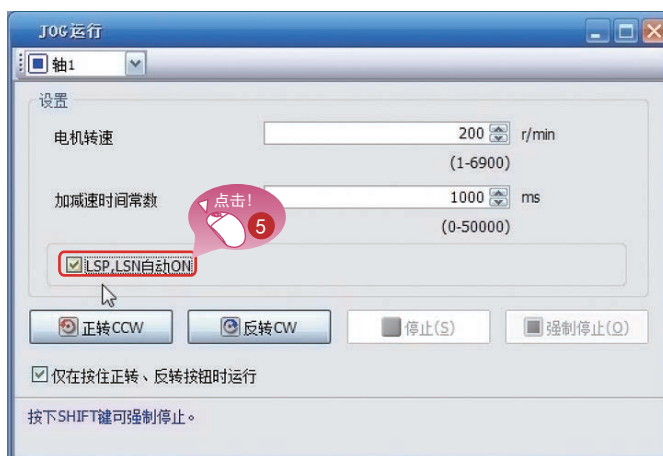 JOG运行
轴1
设置
电机转速 200 r/min
(1-6900)
加减速时间常数 1000 ms
(0-50000)
点击!
5
LSP,LSN自动ON
正转CCW 反转CW 停止(S) 强制停止(O)
仅在按住正转、反转按钮时运行
按下SHIFT键可强制停止。